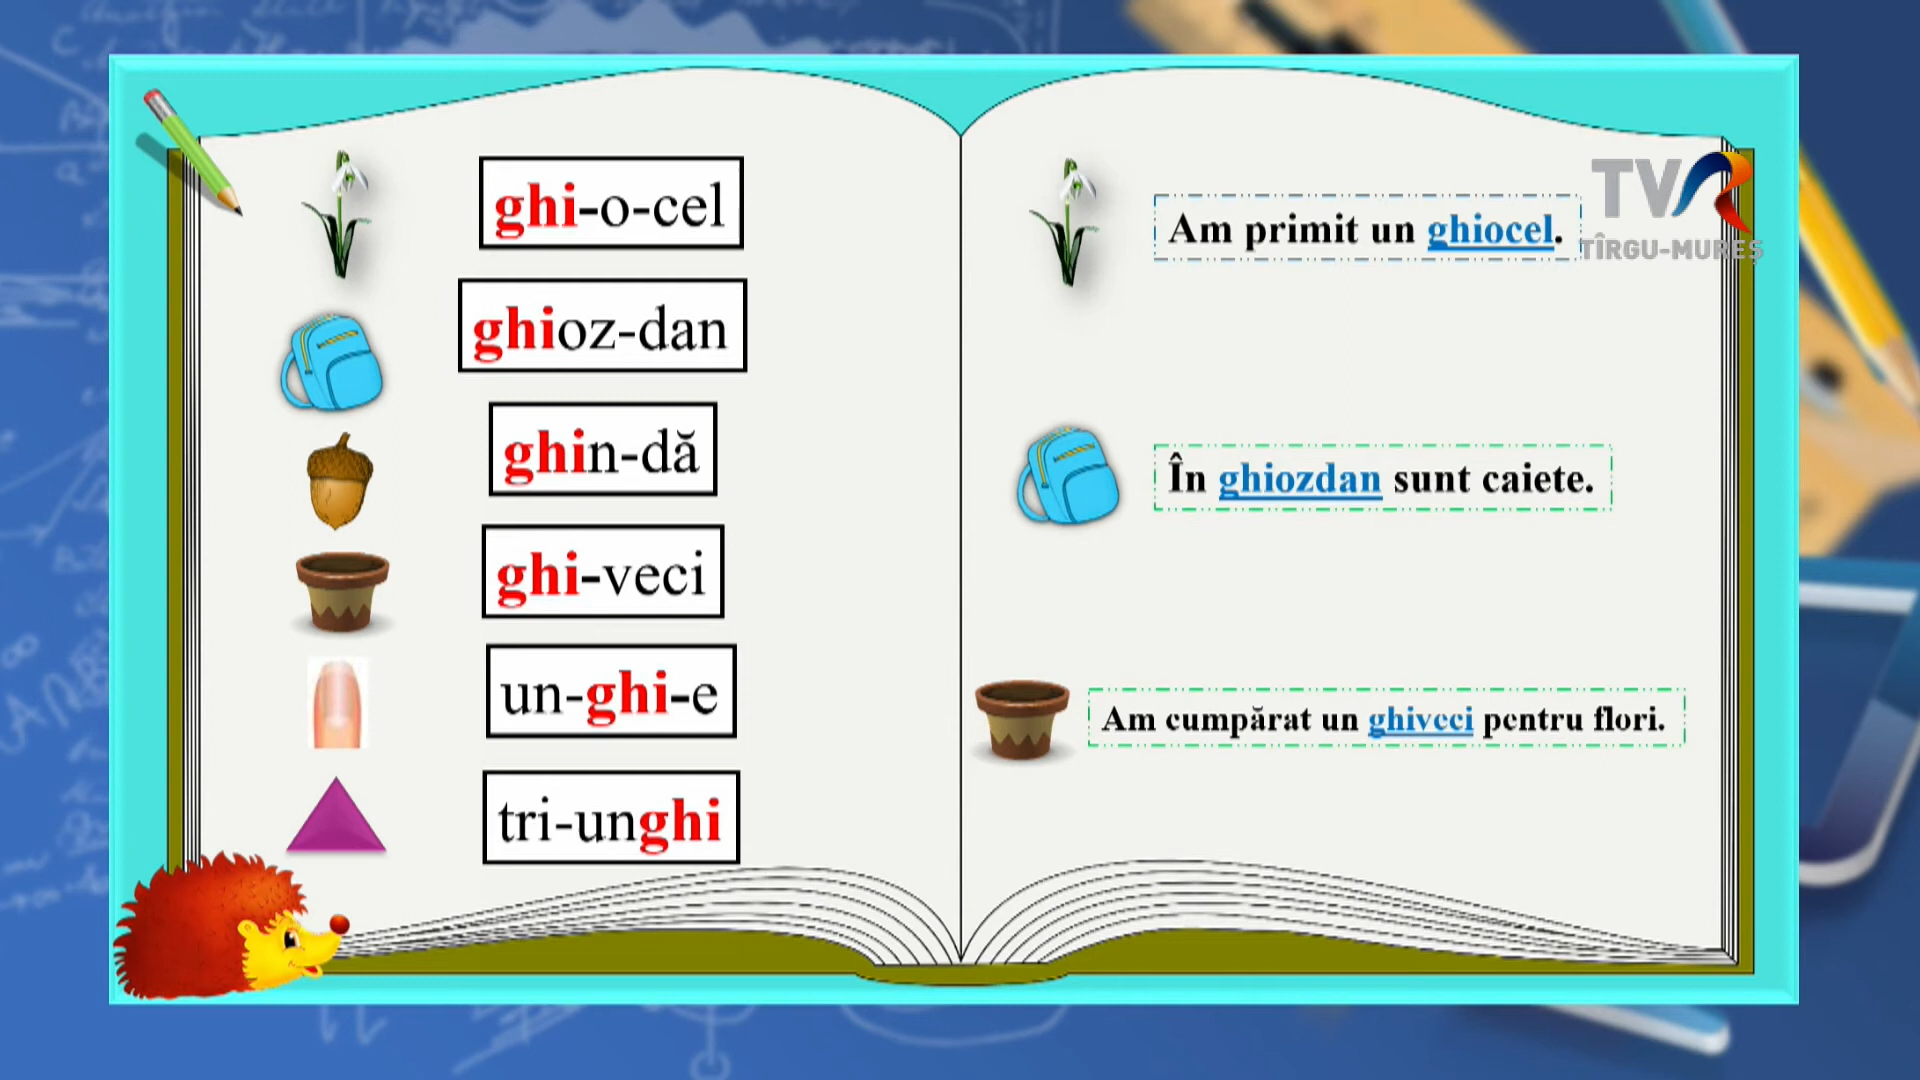 ghi-o-cel
ghioz-dan
ghin-dă
ghi-veci
un-ghi-e
tri-unghi
Am primit un ghiocel.
În ghiozdan sunt caiete.
Am cumpărat un ghiveci pentru flori.
TVR
TÎRGU-MUREȘ